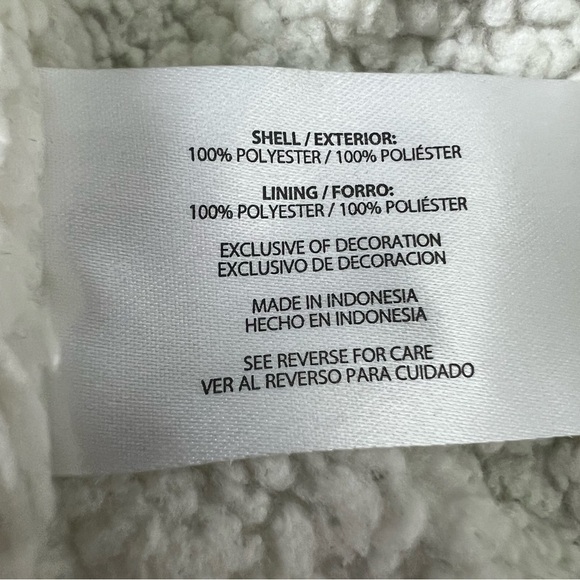 SHELL / EXTERIOR:
100% POLYESTER / 100% POLIÉSTER
LINING / FORRO:
100% POLYESTER / 100% POLIÉSTER
EXCLUSIVE OF DECORATION
EXCLUSIVO DE DECORACION
MADE IN INDONESIA
HECHO EN INDONESIA
SEE REVERSE FOR CARE
VER AL REVERSO PARA CUIDADO